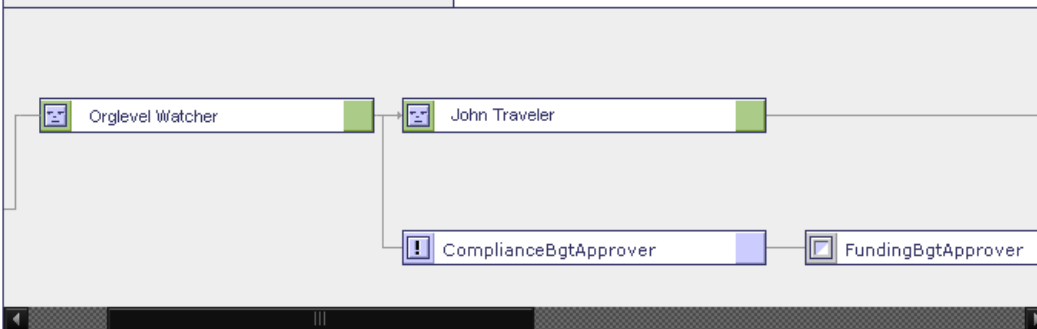 Orglevel Watcher
John Traveler
ComplianceBgtApprover
FundingBgtApprover